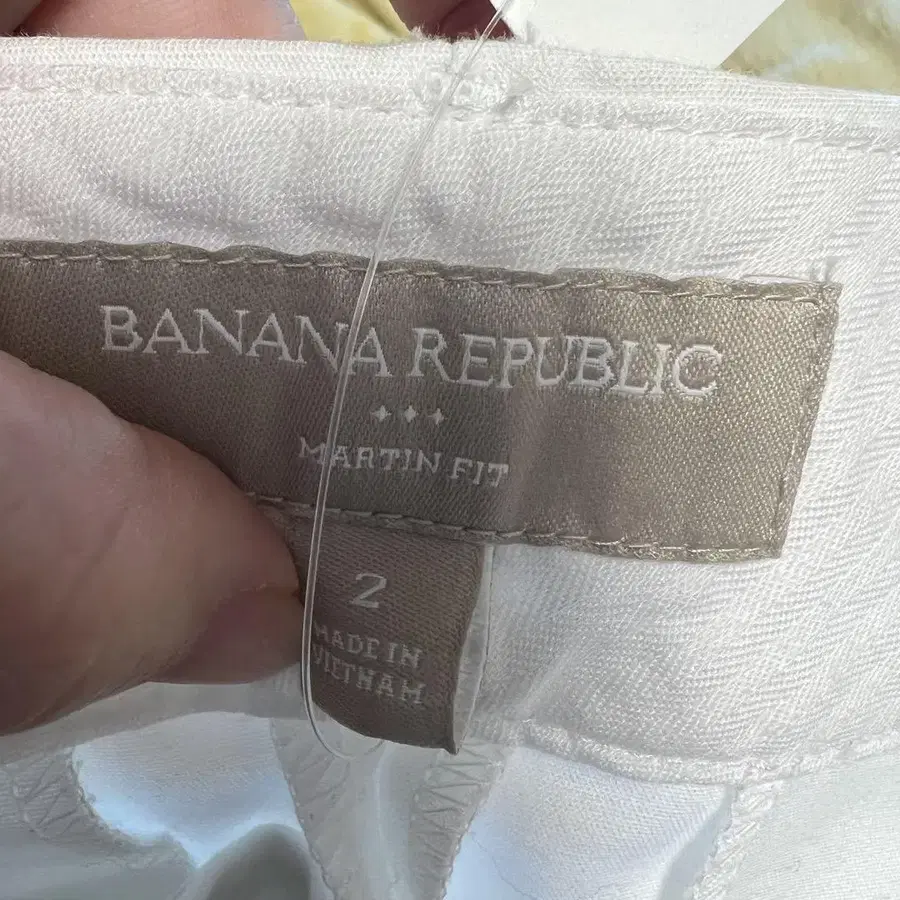 BANANA REPUBLIC
MARTIN FIT
2
MADE IN
VIETNAM